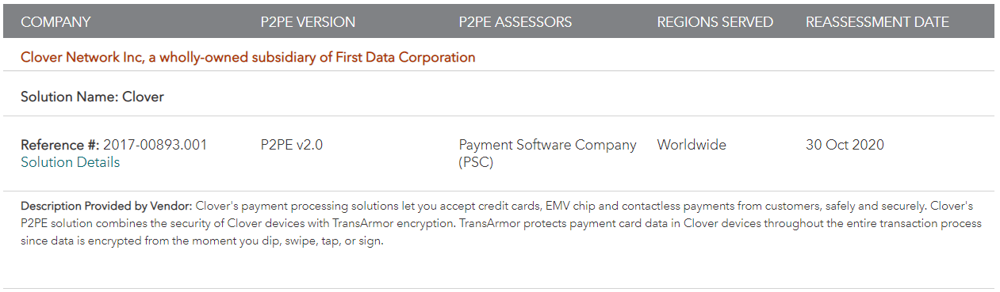 COMPANY P2PE VERSION P2PE ASSESSORS REGIONS SERVED REASSESSMENT DATE
Clover Network Inc, a wholly-owned subsidiary of First Data Corporation
Solution Name: Clover
Reference #: 2017-00893.001 P2PE v2.0 Payment Software Company Worldwide 30 Oct 2020
Solution Details (PSC)
Description Provided by Vendor: Clover's payment processing solutions let you accept credit cards, EMV chip and contactless payments from customers, safely and securely. Clover's
P2PE solution combines the security of Clover devices with TransArmor encryption. TransArmor protects payment card data in Clover devices throughout the entire transaction process
since data is encrypted from the moment you dip, swipe, tap, or sign.